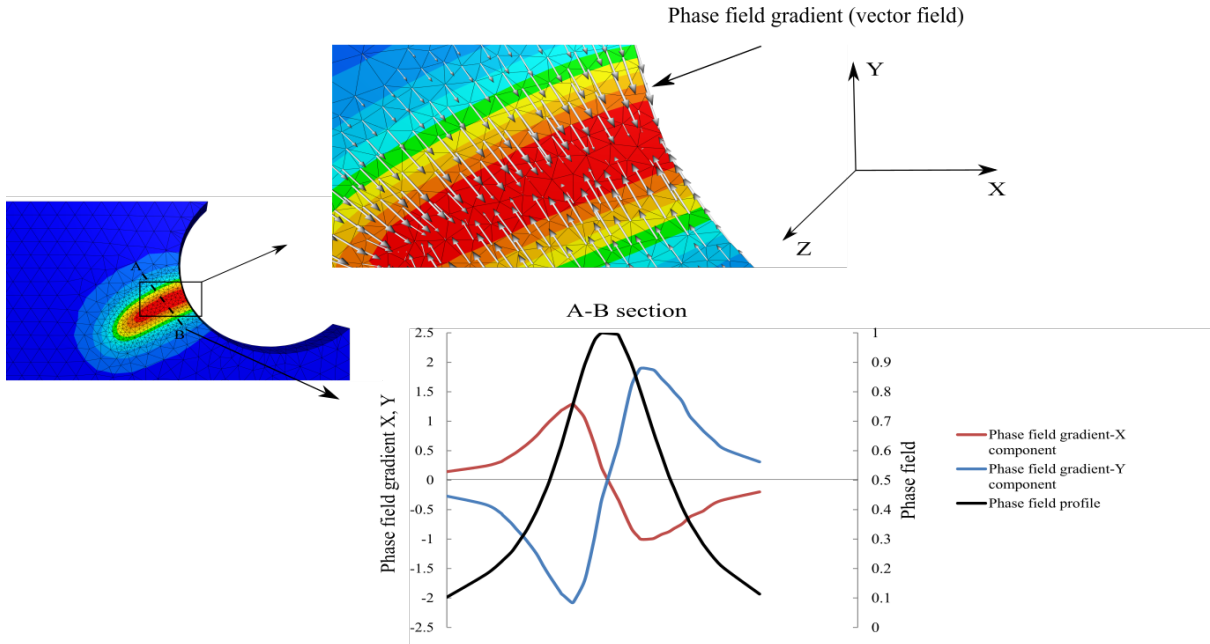 Phase field gradient (vector field)
Y
X
Z
A
B
A-B section
Phase field gradient X, Y
2.5
2
1.5
1
0.5
0
-0.5
-1
-1.5
-2
-2.5
1
0.9
0.8
0.7
0.6
0.5
0.4
0.3
0.2
0.1
0
Phase field
Phase field gradient-X
component
Phase field gradient-Y
component
Phase field profile